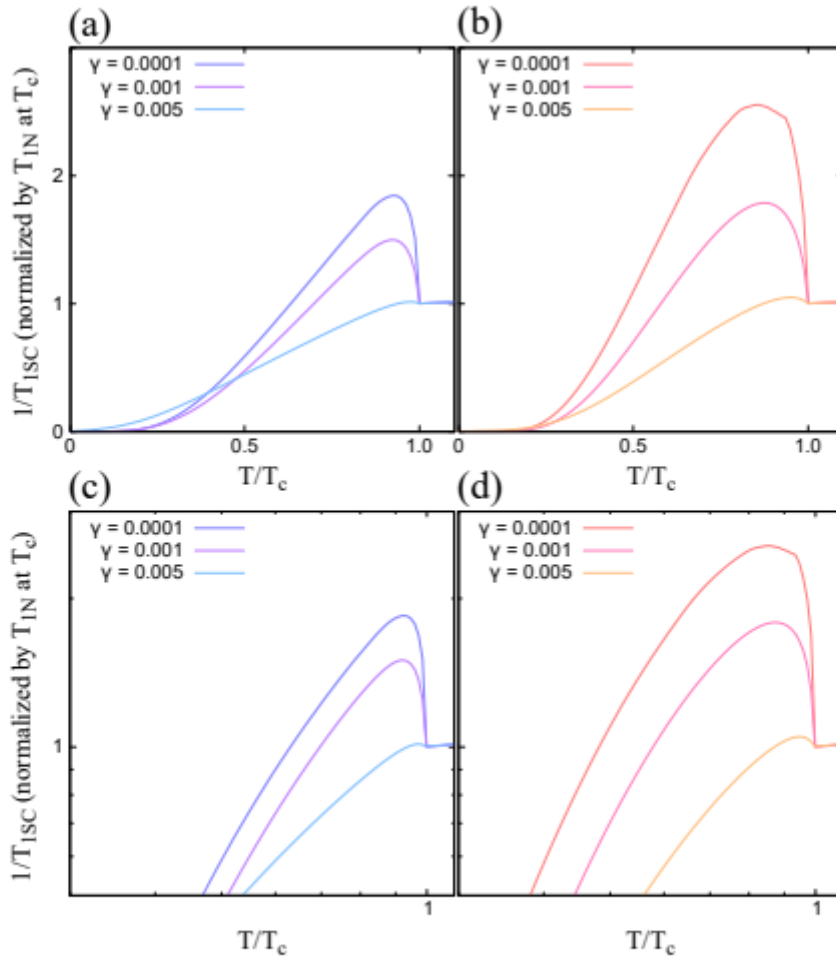 (a)
γ = 0.0001
γ = 0.001
γ = 0.005
1/T1SC (normalized by T1N at Tc)
2
1
0
0
0.5
1.0
T/Tc
(b)
γ = 0.0001
γ = 0.001
γ = 0.005
0
0.5
1.0
T/Tc
(c)
γ = 0.0001
γ = 0.001
γ = 0.005
1/T1SC (normalized by T1N at Tc)
1
1
T/Tc
(d)
γ = 0.0001
γ = 0.001
γ = 0.005
1
T/Tc